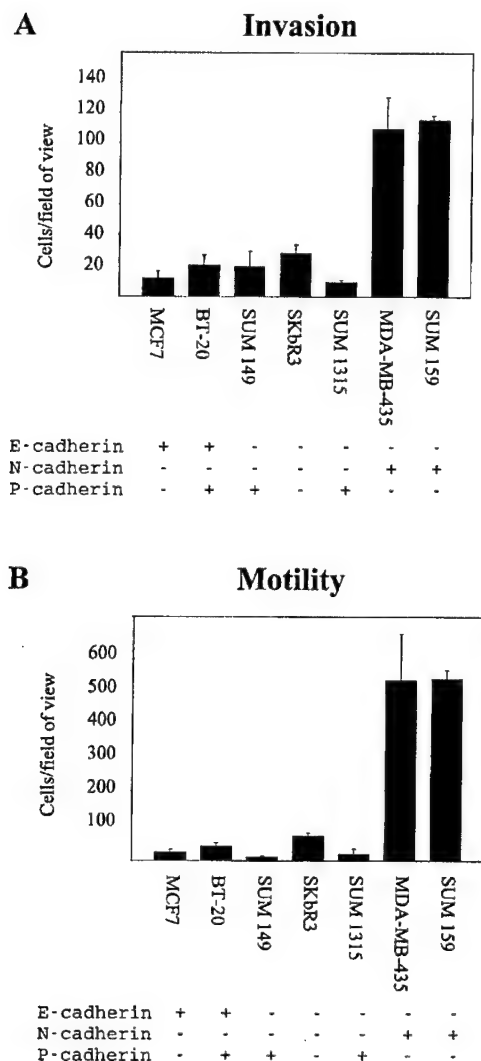 A
Invasion
Cells/field of view
140
120
100
80
60
40
20
MCF7
BT-20
SUM 149
SKbR3
SUM 1315
MDA-MB-435
SUM 159
E-cadherin + + - - - - -
N-cadherin - - - - - + +
P-cadherin - + + - + - -
B
Motility
Cells/field of view
600
500
400
300
200
100
MCF7
BT-20
SUM 149
SKbR3
SUM 1315
MDA-MB-435
SUM 159
E-cadherin + + - - - - -
N-cadherin - - - - - + +
P-cadherin - + + - + - -